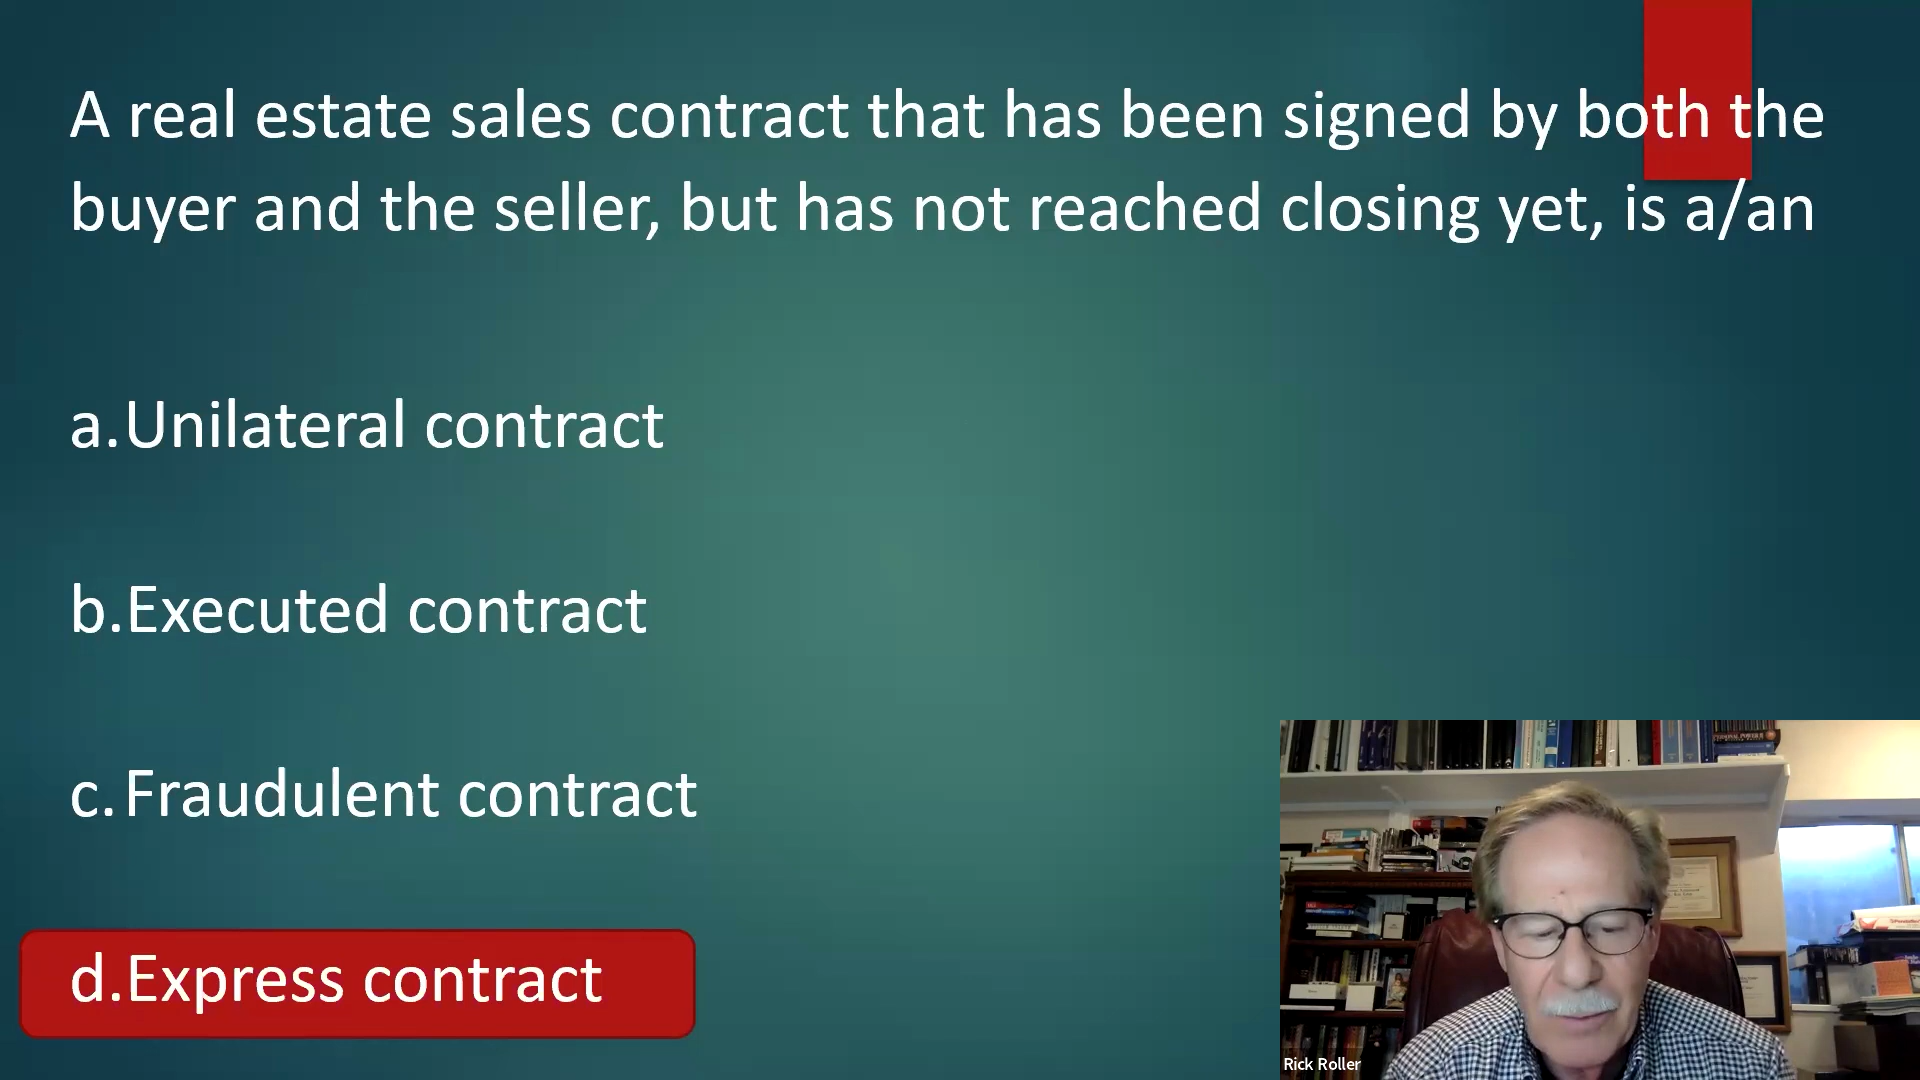 A real estate sales contract that has been signed by both the
buyer and the seller, but has not reached closing yet, is a/an
a. Unilateral contract
b. Executed contract
c. Fraudulent contract
d. Express contract
Rick Roller